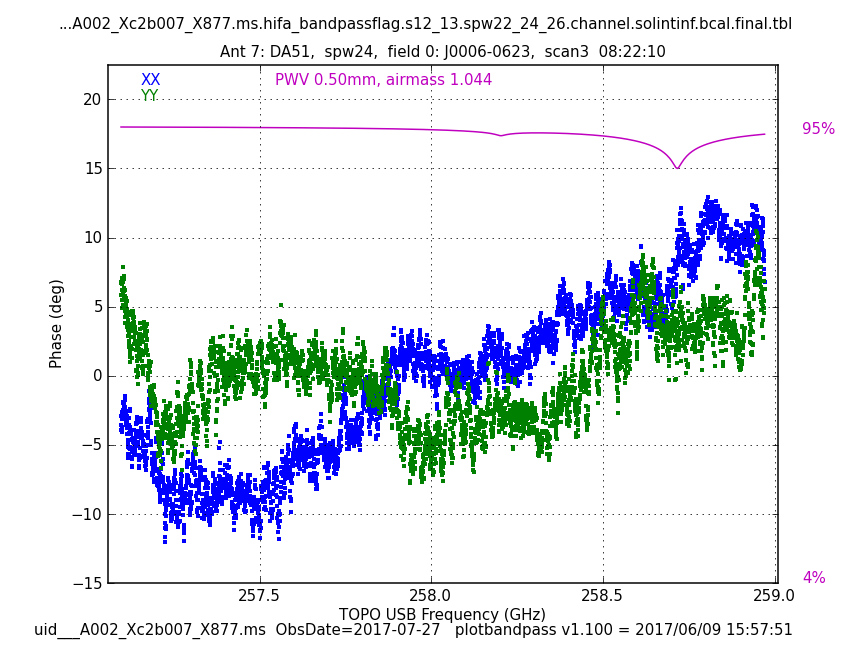 ...A002_Xc2b007_X877.ms.hifa_bandpassflag.s12_13.spw22_24_26.channel.solintinf.bcal.final.tbl
Ant 7: DA51, spw24, field 0: J0006-0623, scan3 08:22:10
XX
PWV 0.50mm, airmass 1.044
YY
20
95%
15
10
5
Phase (deg)
0
−5
−10
−15
4%
257.5
258.0
258.5
259.0
TOPO USB Frequency (GHz)
uid___A002_Xc2b007_X877.ms ObsDate=2017-07-27 plotbandpass v1.100 = 2017/06/09 15:57:51